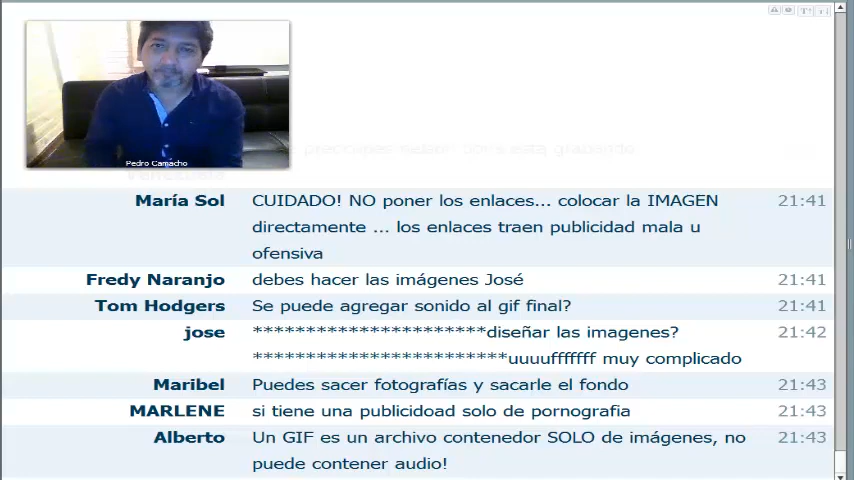 Pedro Camacho
María Sol CUIDADO! NO poner los enlaces... colocar la IMAGEN 21:41
directamente ... los enlaces traen publicidad mala u
ofensiva
Fredy Naranjo debes hacer las imágenes José 21:41
Tom Hodgers Se puede agregar sonido al gif final? 21:41
jose **********************diseñar las imagenes? 21:42
************************uuuufffffff muy complicado
Maribel Puedes sacer fotografías y sacarle el fondo 21:43
MARLENE si tiene una publicidoad solo de pornografia 21:43
Alberto Un GIF es un archivo contenedor SOLO de imágenes, no 21:43
puede contener audio!